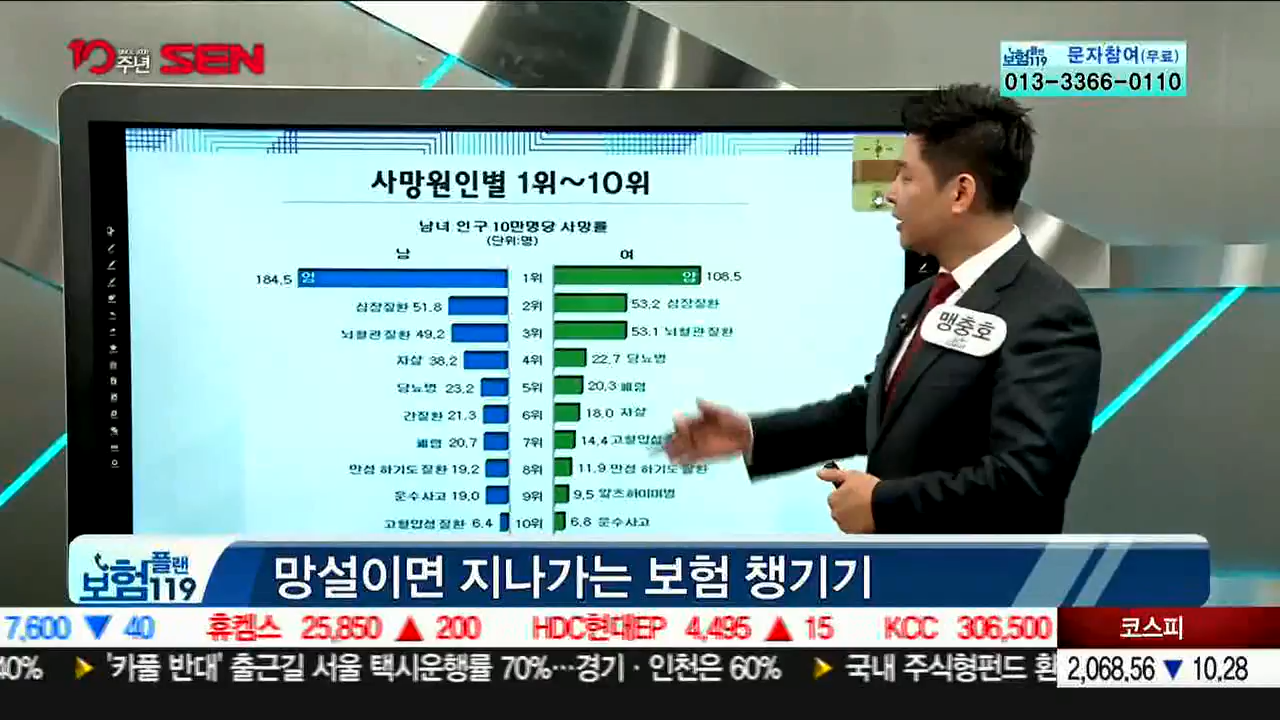 10주년 SEN
보험플랜119 문자참여(무료)
013-3366-0110
사망원인별 1위~10위
남녀 인구 10만명당 사망률
(단위:명)
남 여
184.5 암 1위 암 108.5
심장질환 51.8 2위 53.2 심장질환
뇌혈관질환 49.2 3위 53.1 뇌혈관질환
자살 38.2 4위 22.7 당뇨병
당뇨병 23.2 5위 20.3 폐렴
간질환 21.3 6위 18.0 자살
폐렴 20.7 7위 14.4 고혈압성
만성 하기도 질환 19.2 8위 11.9 만성 하기도 질환
운수사고 19.0 9위 9.5 알츠하이머병
고혈압성 질환 6.4 10위 6.8 운수사고
맹충호
보험플랜119 망설이면 지나가는 보험 챙기기
7,600 ▼ 40 휴켐스 25,850 ▲ 200 HDC현대EP 4,495 ▲ 15 KCC 306,500 코스피
40% ▶ '카풀 반대' 출근길 서울 택시운행률 70%…경기·인천은 60% ▶ 국내 주식형펀드 환 2,068.56 ▼ 10.28